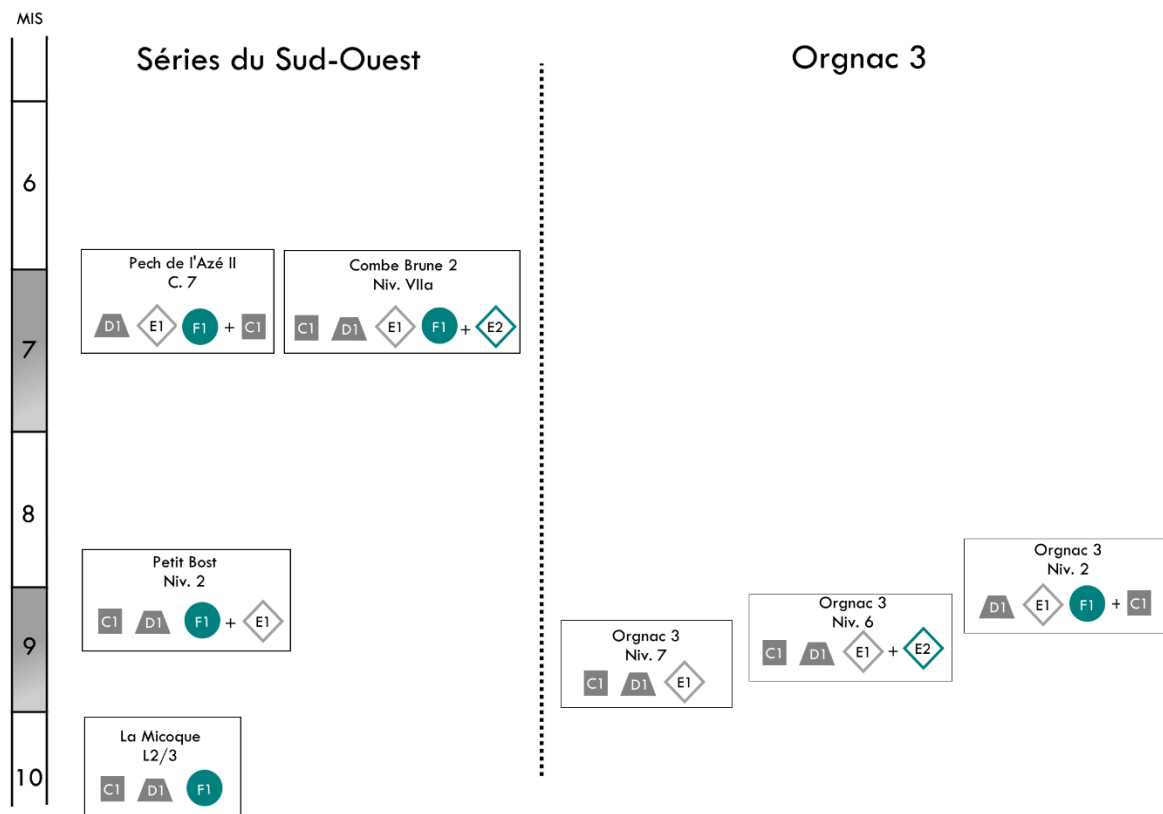 MIS
Séries du Sud-Ouest
Orgnac 3
6
Pech de l'Azé II
C. 7
D1 E1 F1 + C1
Combe Brune 2
Niv. VIIa
C1 D1 E1 F1 + E2
7
8
Petit Bost
Niv. 2
C1 D1 F1 + E1
Orgnac 3
Niv. 2
D1 E1 F1 + C1
Orgnac 3
Niv. 6
C1 D1 E1 + E2
9
Orgnac 3
Niv. 7
C1 D1 E1
La Micoque
L2/3
C1 D1 F1
10